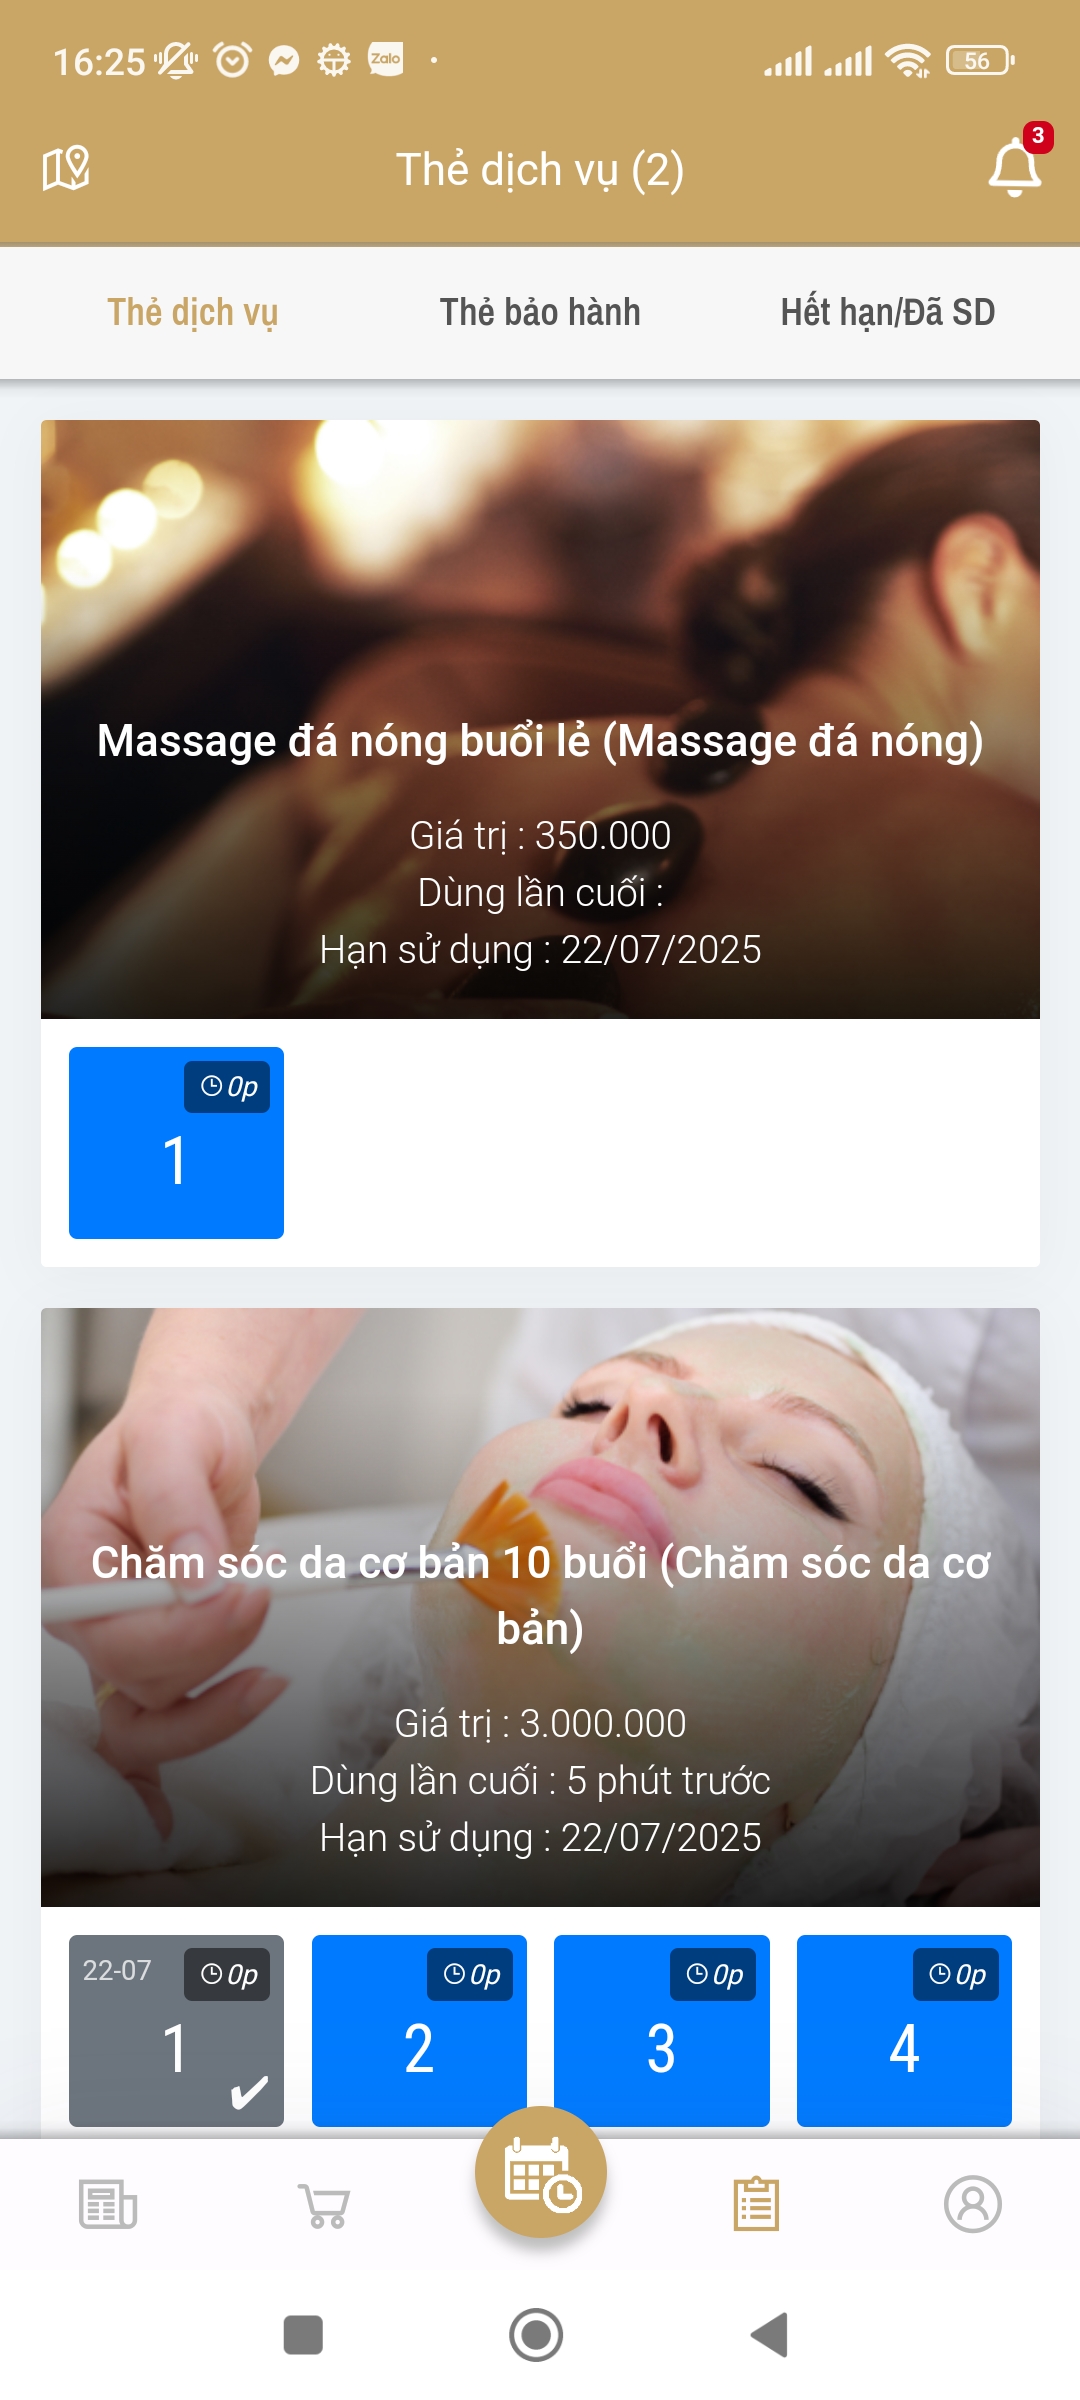 16:25
Zalo
56
Thẻ dịch vụ (2)
3
Thẻ dịch vụ
Thẻ bảo hành
Hết hạn/Đã SD
Massage đá nóng buổi lẻ (Massage đá nóng)
Giá trị : 350.000
Dùng lần cuối :
Hạn sử dụng : 22/07/2025
0p
1
Chăm sóc da cơ bản 10 buổi (Chăm sóc da cơ
bản)
Giá trị : 3.000.000
Dùng lần cuối : 5 phút trước
Hạn sử dụng : 22/07/2025
22-07
0p
1
0p
2
0p
3
0p
4